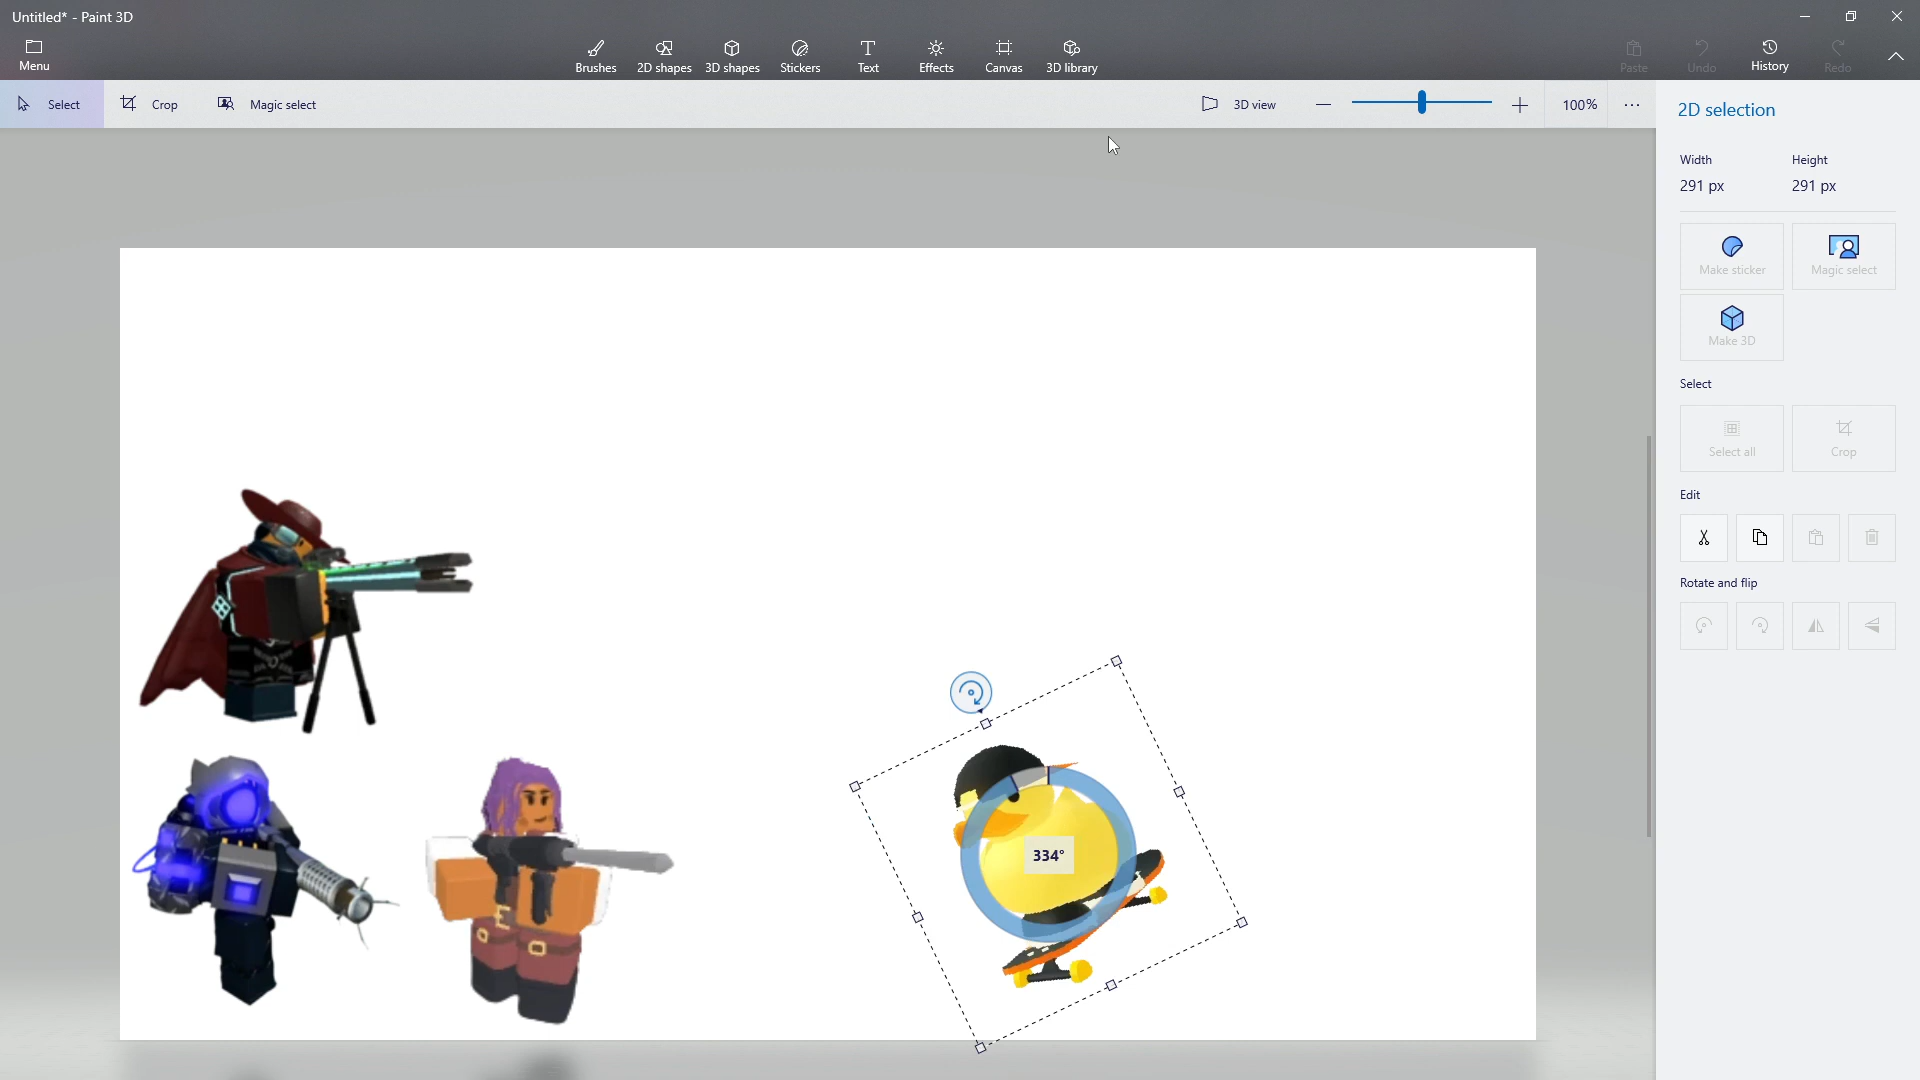 Untitled* - Paint 3D
Menu
Brushes
2D shapes
3D shapes
Stickers
Text
Effects
Canvas
3D library
Paste
Undo
History
Redo
Select
Crop
Magic select
3D view
100%
2D selection
Width
Height
291 px
291 px
Make sticker
Magic select
Make 3D
Select
Select all
Crop
Edit
Rotate and flip
334°